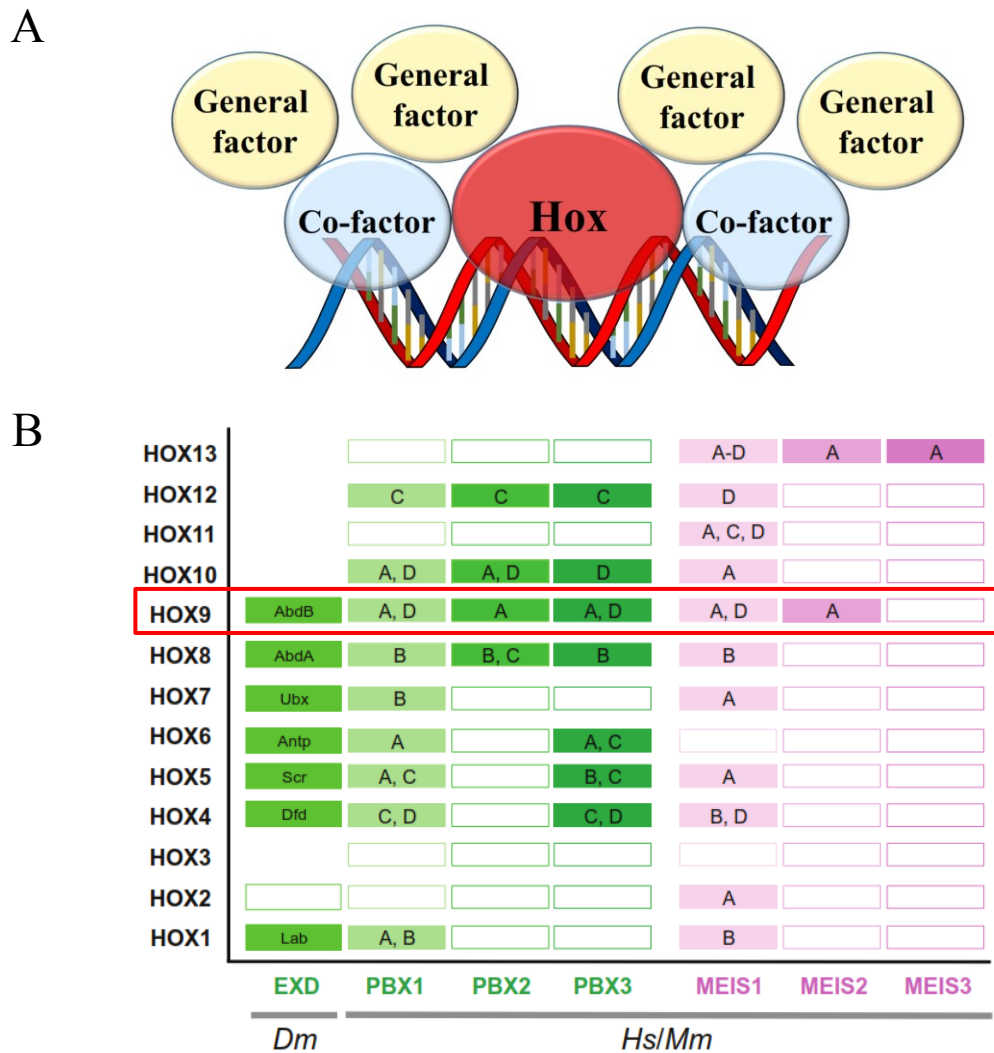 A
General factor
General factor
General factor
General factor
Co-factor
Hox
Co-factor
B
HOX13 A-D A A
HOX12 C C C D
HOX11 A, C, D
HOX10 A, D A, D D A
HOX9 AbdB A, D A A, D A, D A
HOX8 AbdA B B, C B B
HOX7 Ubx B A
HOX6 Antp A A, C
HOX5 Scr A, C B, C A
HOX4 Dfd C, D C, D B, D
HOX3
HOX2 A
HOX1 Lab A, B B
EXD PBX1 PBX2 PBX3 MEIS1 MEIS2 MEIS3
Dm Hs/Mm